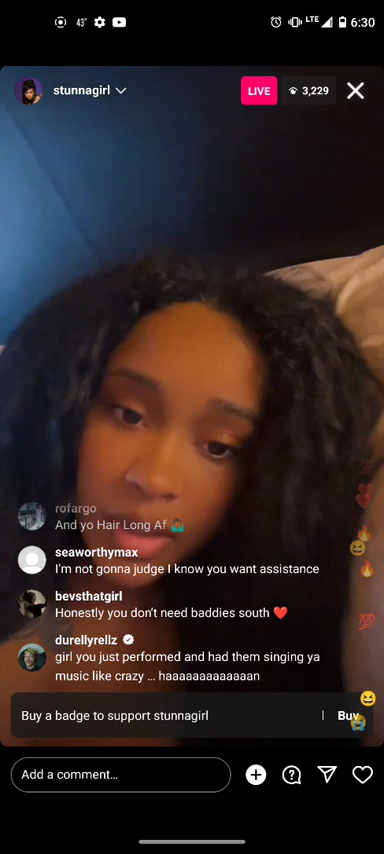 43° LTE 6:30
stunnagirl LIVE 3,229
rofargo
And yo Hair Long Af 🤷🏾‍♂️
seaworthymax
I'm not gonna judge I know you want assistance
bevsthatgirl
Honestly you don't need baddies south ❤️
durellyrellz
girl you just performed and had them singing ya
music like crazy ... haaaaaaaaaaaan
Buy a badge to support stunnagirl | Buy
Add a comment...